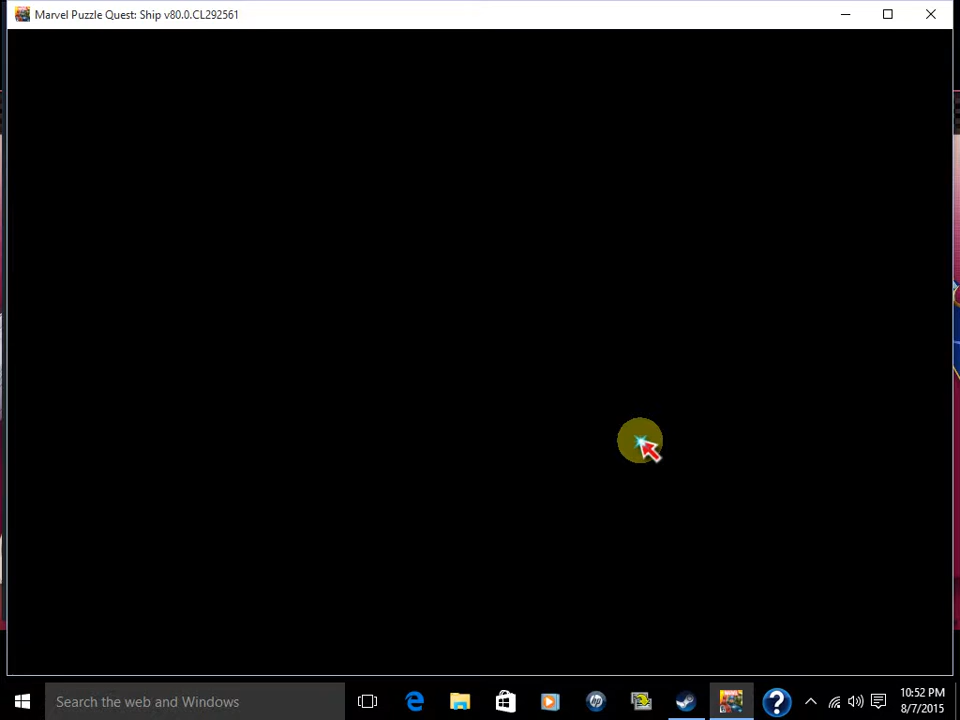 Marvel Puzzle Quest: Ship v80.0.CL292561
Search the web and Windows
10:52 PM
8/7/2015